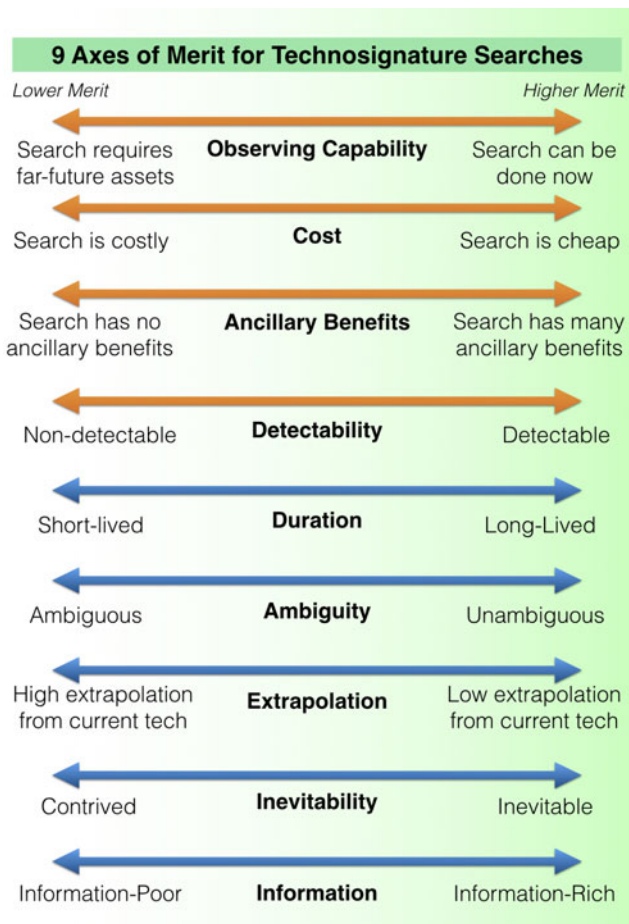 9 Axes of Merit for Technosignature Searches
Lower Merit
Higher Merit
Search requires
far-future assets
Observing Capability
Search can be
done now
Search is costly
Cost
Search is cheap
Search has no
ancillary benefits
Ancillary Benefits
Search has many
ancillary benefits
Non-detectable
Detectability
Detectable
Short-lived
Duration
Long-Lived
Ambiguous
Ambiguity
Unambiguous
High extrapolation
from current tech
Extrapolation
Low extrapolation
from current tech
Contrived
Inevitability
Inevitable
Information-Poor
Information
Information-Rich